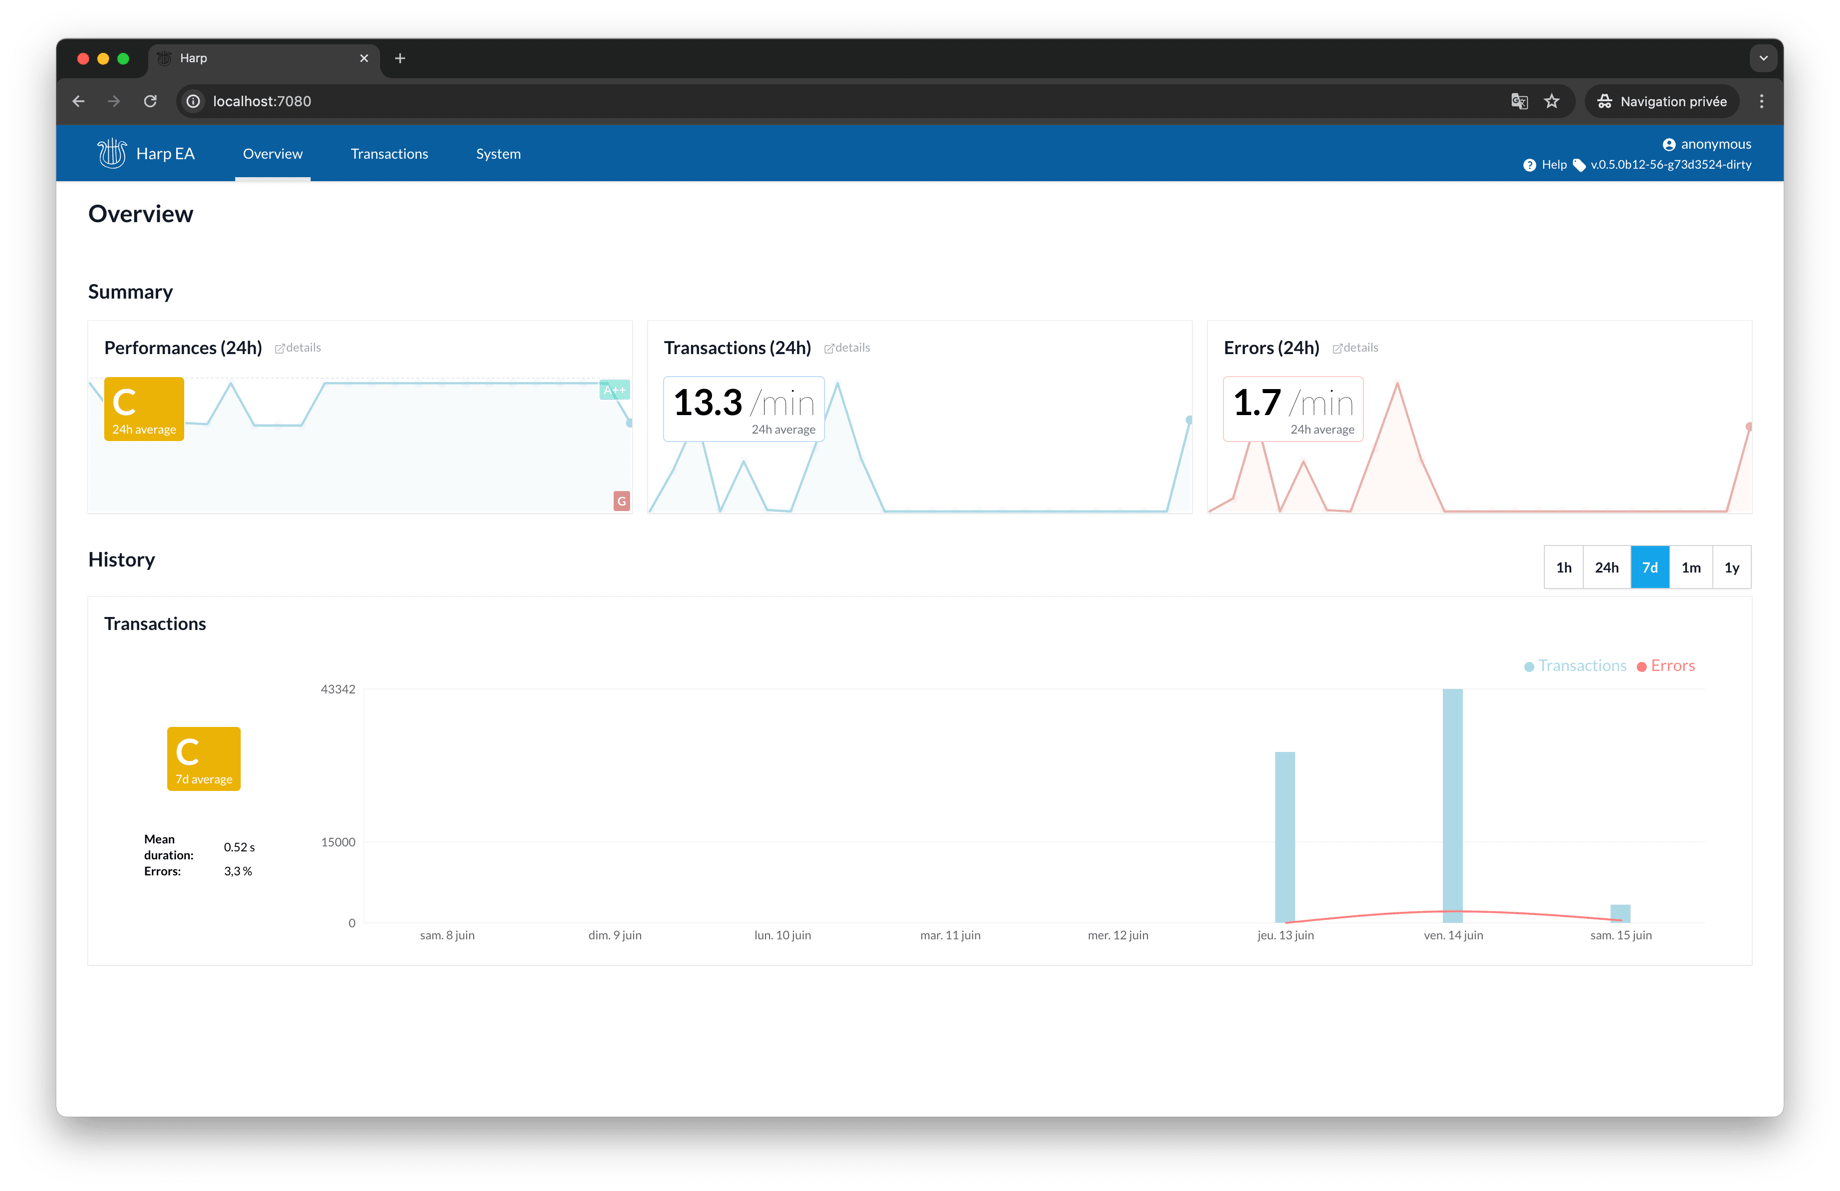 Harp
localhost:7080
Navigation privée
Harp EA
Overview
Transactions
System
anonymous
Help
v.0.5.0b12-56-g73d3524-dirty
Overview
Summary
Performances (24h) details
C
24h average
A++
G
Transactions (24h) details
13.3 /min
24h average
Errors (24h) details
1.7 /min
24h average
History
1h 24h 7d 1m 1y
Transactions
Transactions Errors
C
7d average
Mean
duration: 0.52 s
Errors: 3,3 %
43342
15000
0
sam. 8 juin dim. 9 juin lun. 10 juin mar. 11 juin mer. 12 juin jeu. 13 juin ven. 14 juin sam. 15 juin